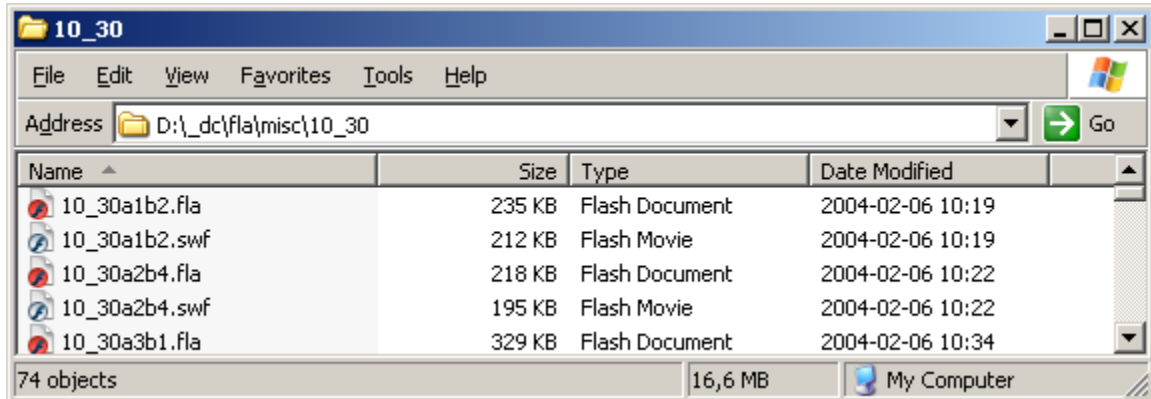 10_30
File Edit View Favorites Tools Help
Address D:\_dc\fla\misc\10_30 Go
Name Size Type Date Modified
10_30a1b2.fla 235 KB Flash Document 2004-02-06 10:19
10_30a1b2.swf 212 KB Flash Movie 2004-02-06 10:19
10_30a2b4.fla 218 KB Flash Document 2004-02-06 10:22
10_30a2b4.swf 195 KB Flash Movie 2004-02-06 10:22
10_30a3b1.fla 329 KB Flash Document 2004-02-06 10:34
74 objects 16,6 MB My Computer